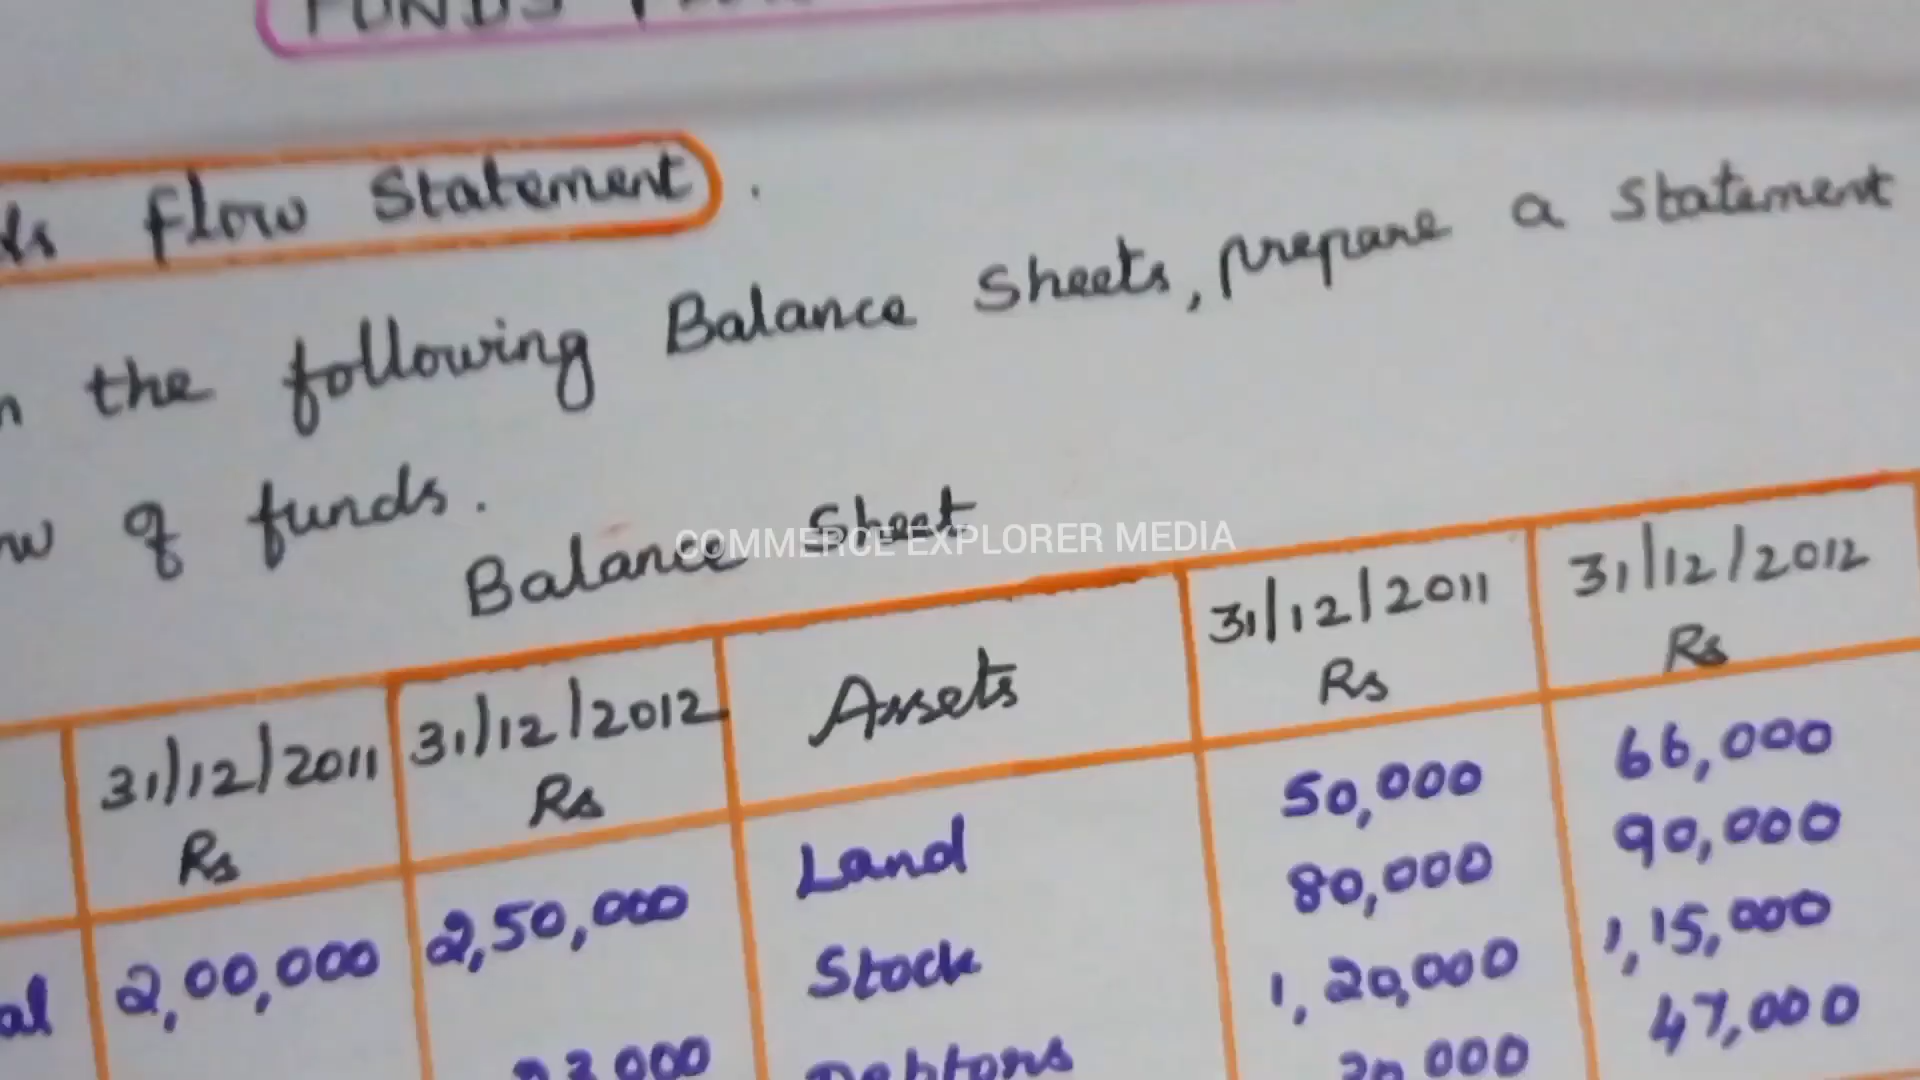 FUNDS
flow Statement.
the following Balance Sheets, prepare a statement
of funds.
Balance Sheet
COMMERCE EXPLORER MEDIA
31/12/2011 Rs 31/12/2012 Rs Assets 31/12/2011 Rs 31/12/2012 Rs
2,00,000 2,50,000 Land 50,000 66,000
Stock 80,000 90,000
Debtors 1,20,000 1,15,000
47,000